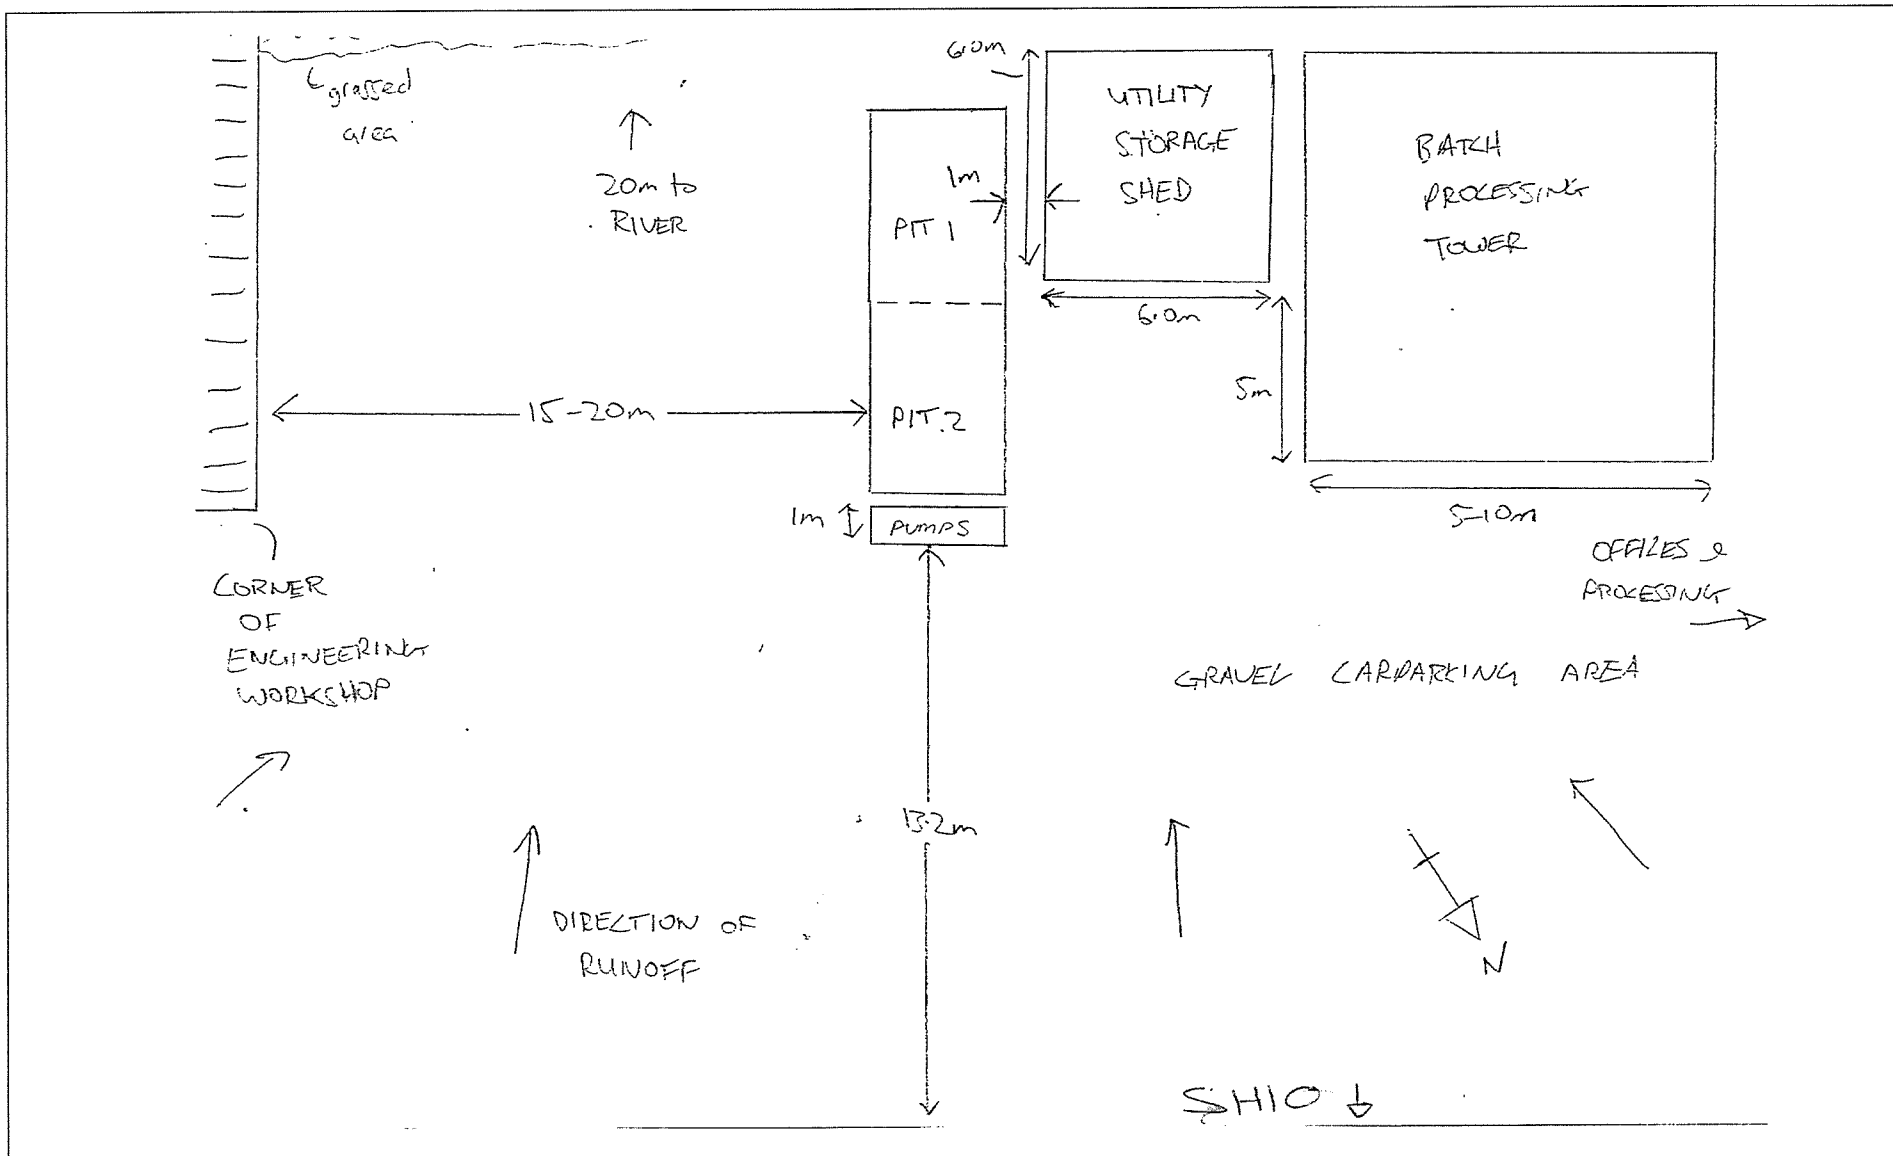 grassed
area
20m to
RIVER
6.0m
UTILITY
STORAGE
SHED
1m
PIT 1
6.0m
BATCH
PROCESSING
TOWER
5m
5-10m
15-20m
PIT.2
1m
PUMPS
CORNER
OF
ENGINEERING
WORKSHOP
OFFICES &
PROCESSING
GRAVEL CARPARKING AREA
13.2m
DIRECTION OF
RUNOFF
N
SH10